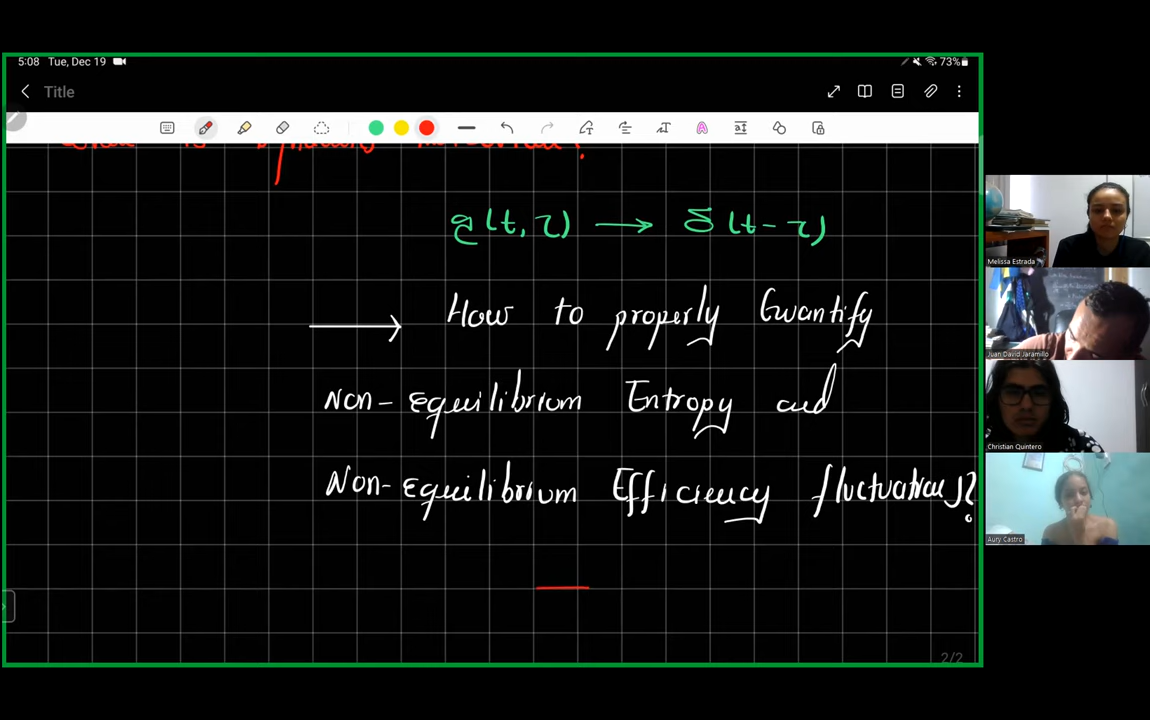 5:08 Tue, Dec 19
73%
Title
g(t, τ) → δ(t - τ)
→ How to properly Quantify
Non-equilibrium Entropy and
Non-equilibrium Efficiency fluctuations?
2/2
Melissa Estrada
Juan David Jaramillo
Christian Quintero
Aury Castro